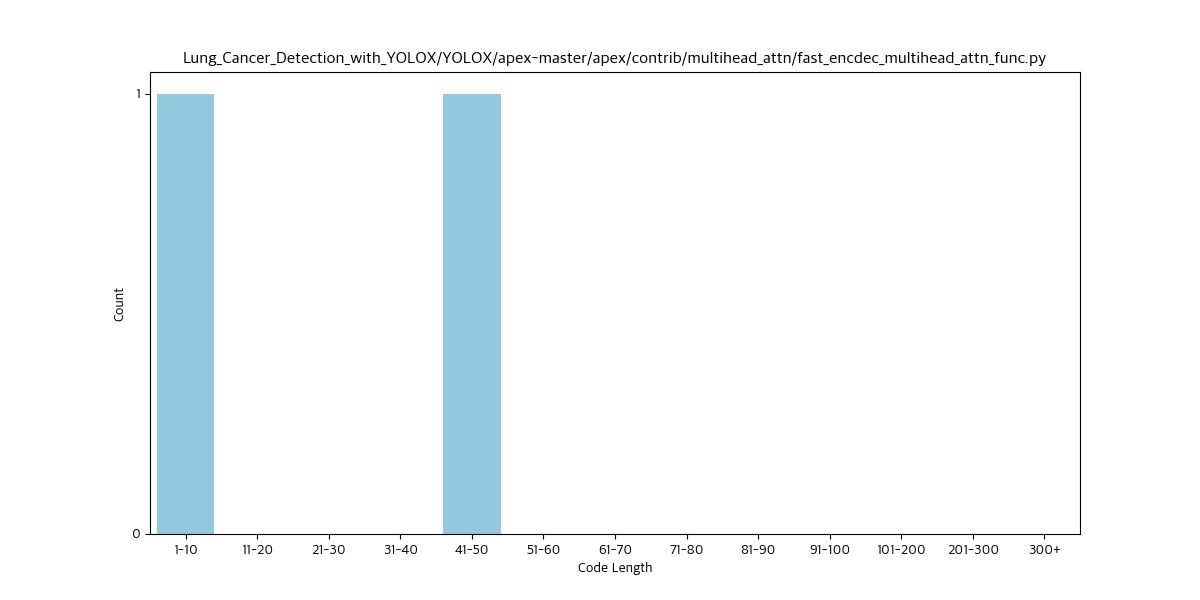 Lung_Cancer_Detection_with_YOLOX/YOLOX/apex-master/apex/contrib/multihead_attn/fast_encdec_multihead_attn_func.py
1
Count
0
1-10 11-20 21-30 31-40 41-50 51-60 61-70 71-80 81-90 91-100 101-200 201-300 300+
Code Length